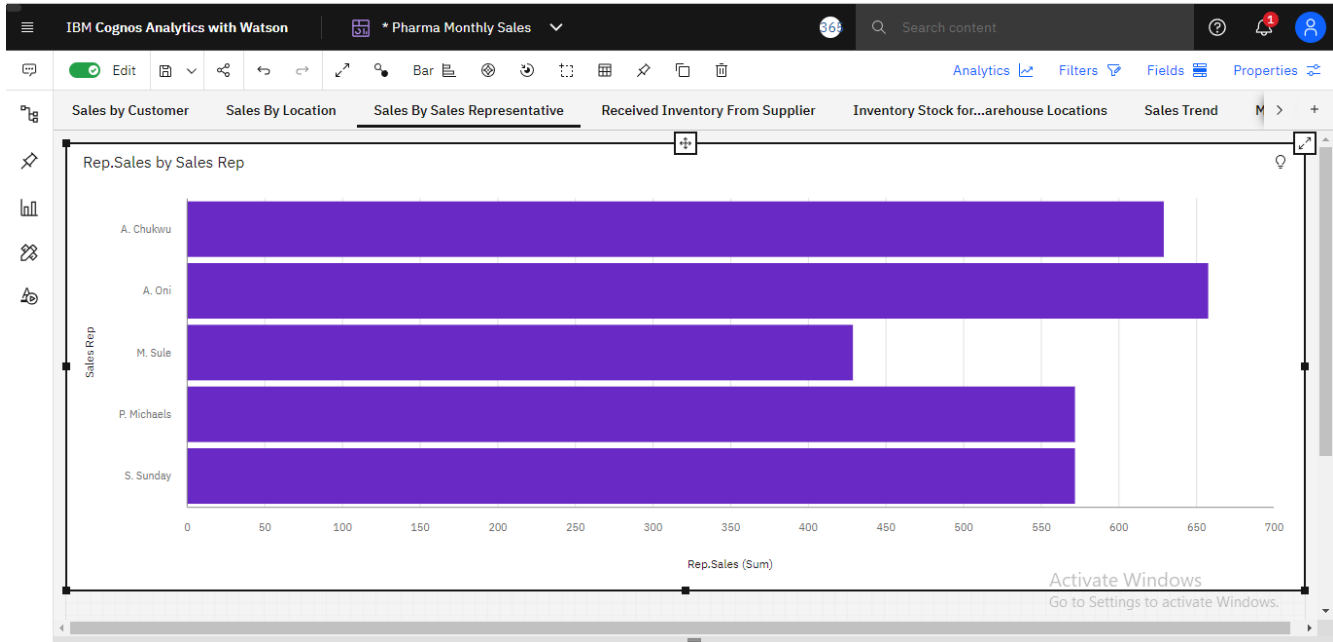 IBM Cognos Analytics with Watson
* Pharma Monthly Sales
365
Search content
1
Edit
Bar
Analytics
Filters
Fields
Properties
Sales by Customer
Sales By Location
Sales By Sales Representative
Received Inventory From Supplier
Inventory Stock for...arehouse Locations
Sales Trend
+
Rep.Sales by Sales Rep
Sales Rep
A. Chukwu
A. Oni
M. Sule
P. Michaels
S. Sunday
0 50 100 150 200 250 300 350 400 450 500 550 600 650 700
Rep.Sales (Sum)
Activate Windows
Go to Settings to activate Windows.